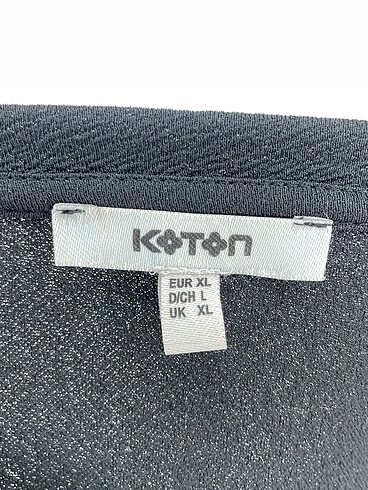 KOTON
EUR XL
D/CH L
UK XL